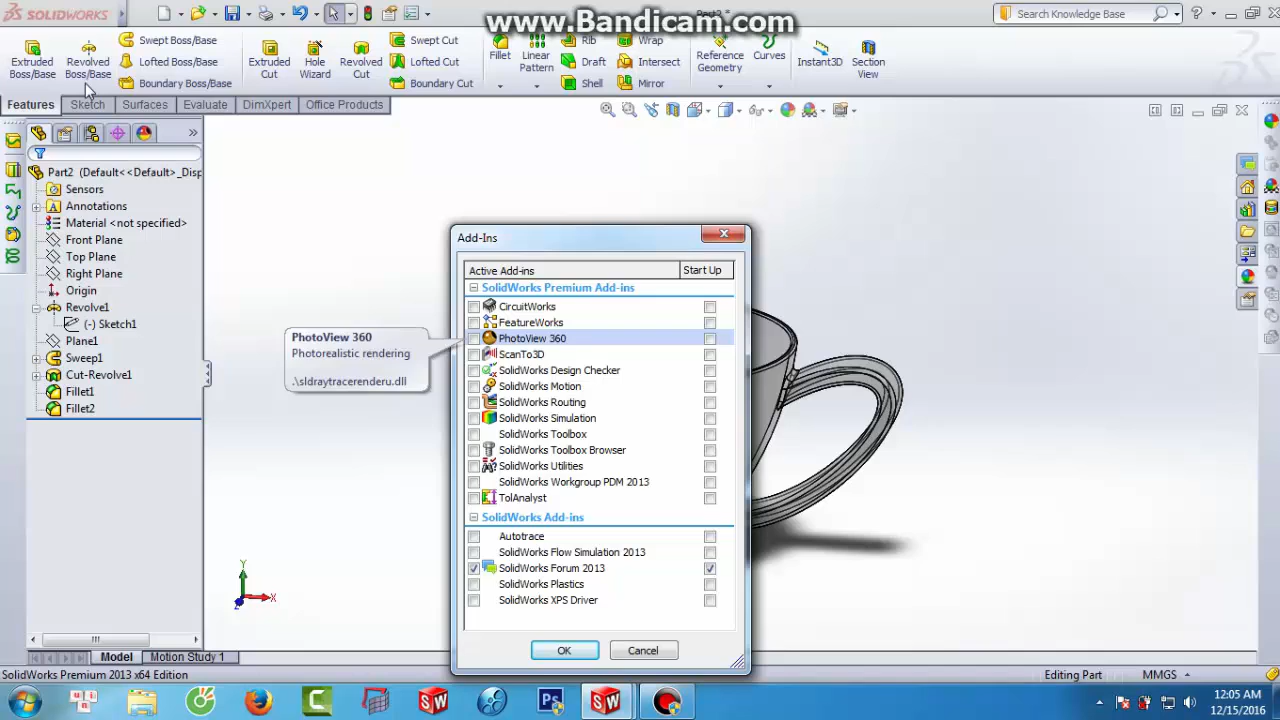 SOLIDWORKS
www.Bandicam.com
Search Knowledge Base
Extruded Boss/Base
Revolved Boss/Base
Swept Boss/Base
Lofted Boss/Base
Boundary Boss/Base
Extruded Cut
Hole Wizard
Revolved Cut
Swept Cut
Lofted Cut
Boundary Cut
Fillet
Linear Pattern
Rib
Draft
Shell
Wrap
Intersect
Mirror
Reference Geometry
Curves
Instant3D
Section View
Features
Sketch
Surfaces
Evaluate
DimXpert
Office Products
Part2 (Default<<Default>_Disp
Sensors
Annotations
Material <not specified>
Front Plane
Top Plane
Right Plane
Origin
Revolve1
(-) Sketch1
Plane1
Sweep1
Cut-Revolve1
Fillet1
Fillet2
PhotoView 360
Photorealistic rendering
.\sldraytracerenderu.dll
Add-Ins
Active Add-ins
Start Up
SolidWorks Premium Add-ins
CircuitWorks
FeatureWorks
PhotoView 360
ScanTo3D
SolidWorks Design Checker
SolidWorks Motion
SolidWorks Routing
SolidWorks Simulation
SolidWorks Toolbox
SolidWorks Toolbox Browser
SolidWorks Utilities
SolidWorks Workgroup PDM 2013
TolAnalyst
SolidWorks Add-ins
Autotrace
SolidWorks Flow Simulation 2013
SolidWorks Forum 2013
SolidWorks Plastics
SolidWorks XPS Driver
OK
Cancel
Y
X
Z
Model
Motion Study 1
SolidWorks Premium 2013 x64 Edition
Editing Part
MMGS
12:05 AM
12/15/2016